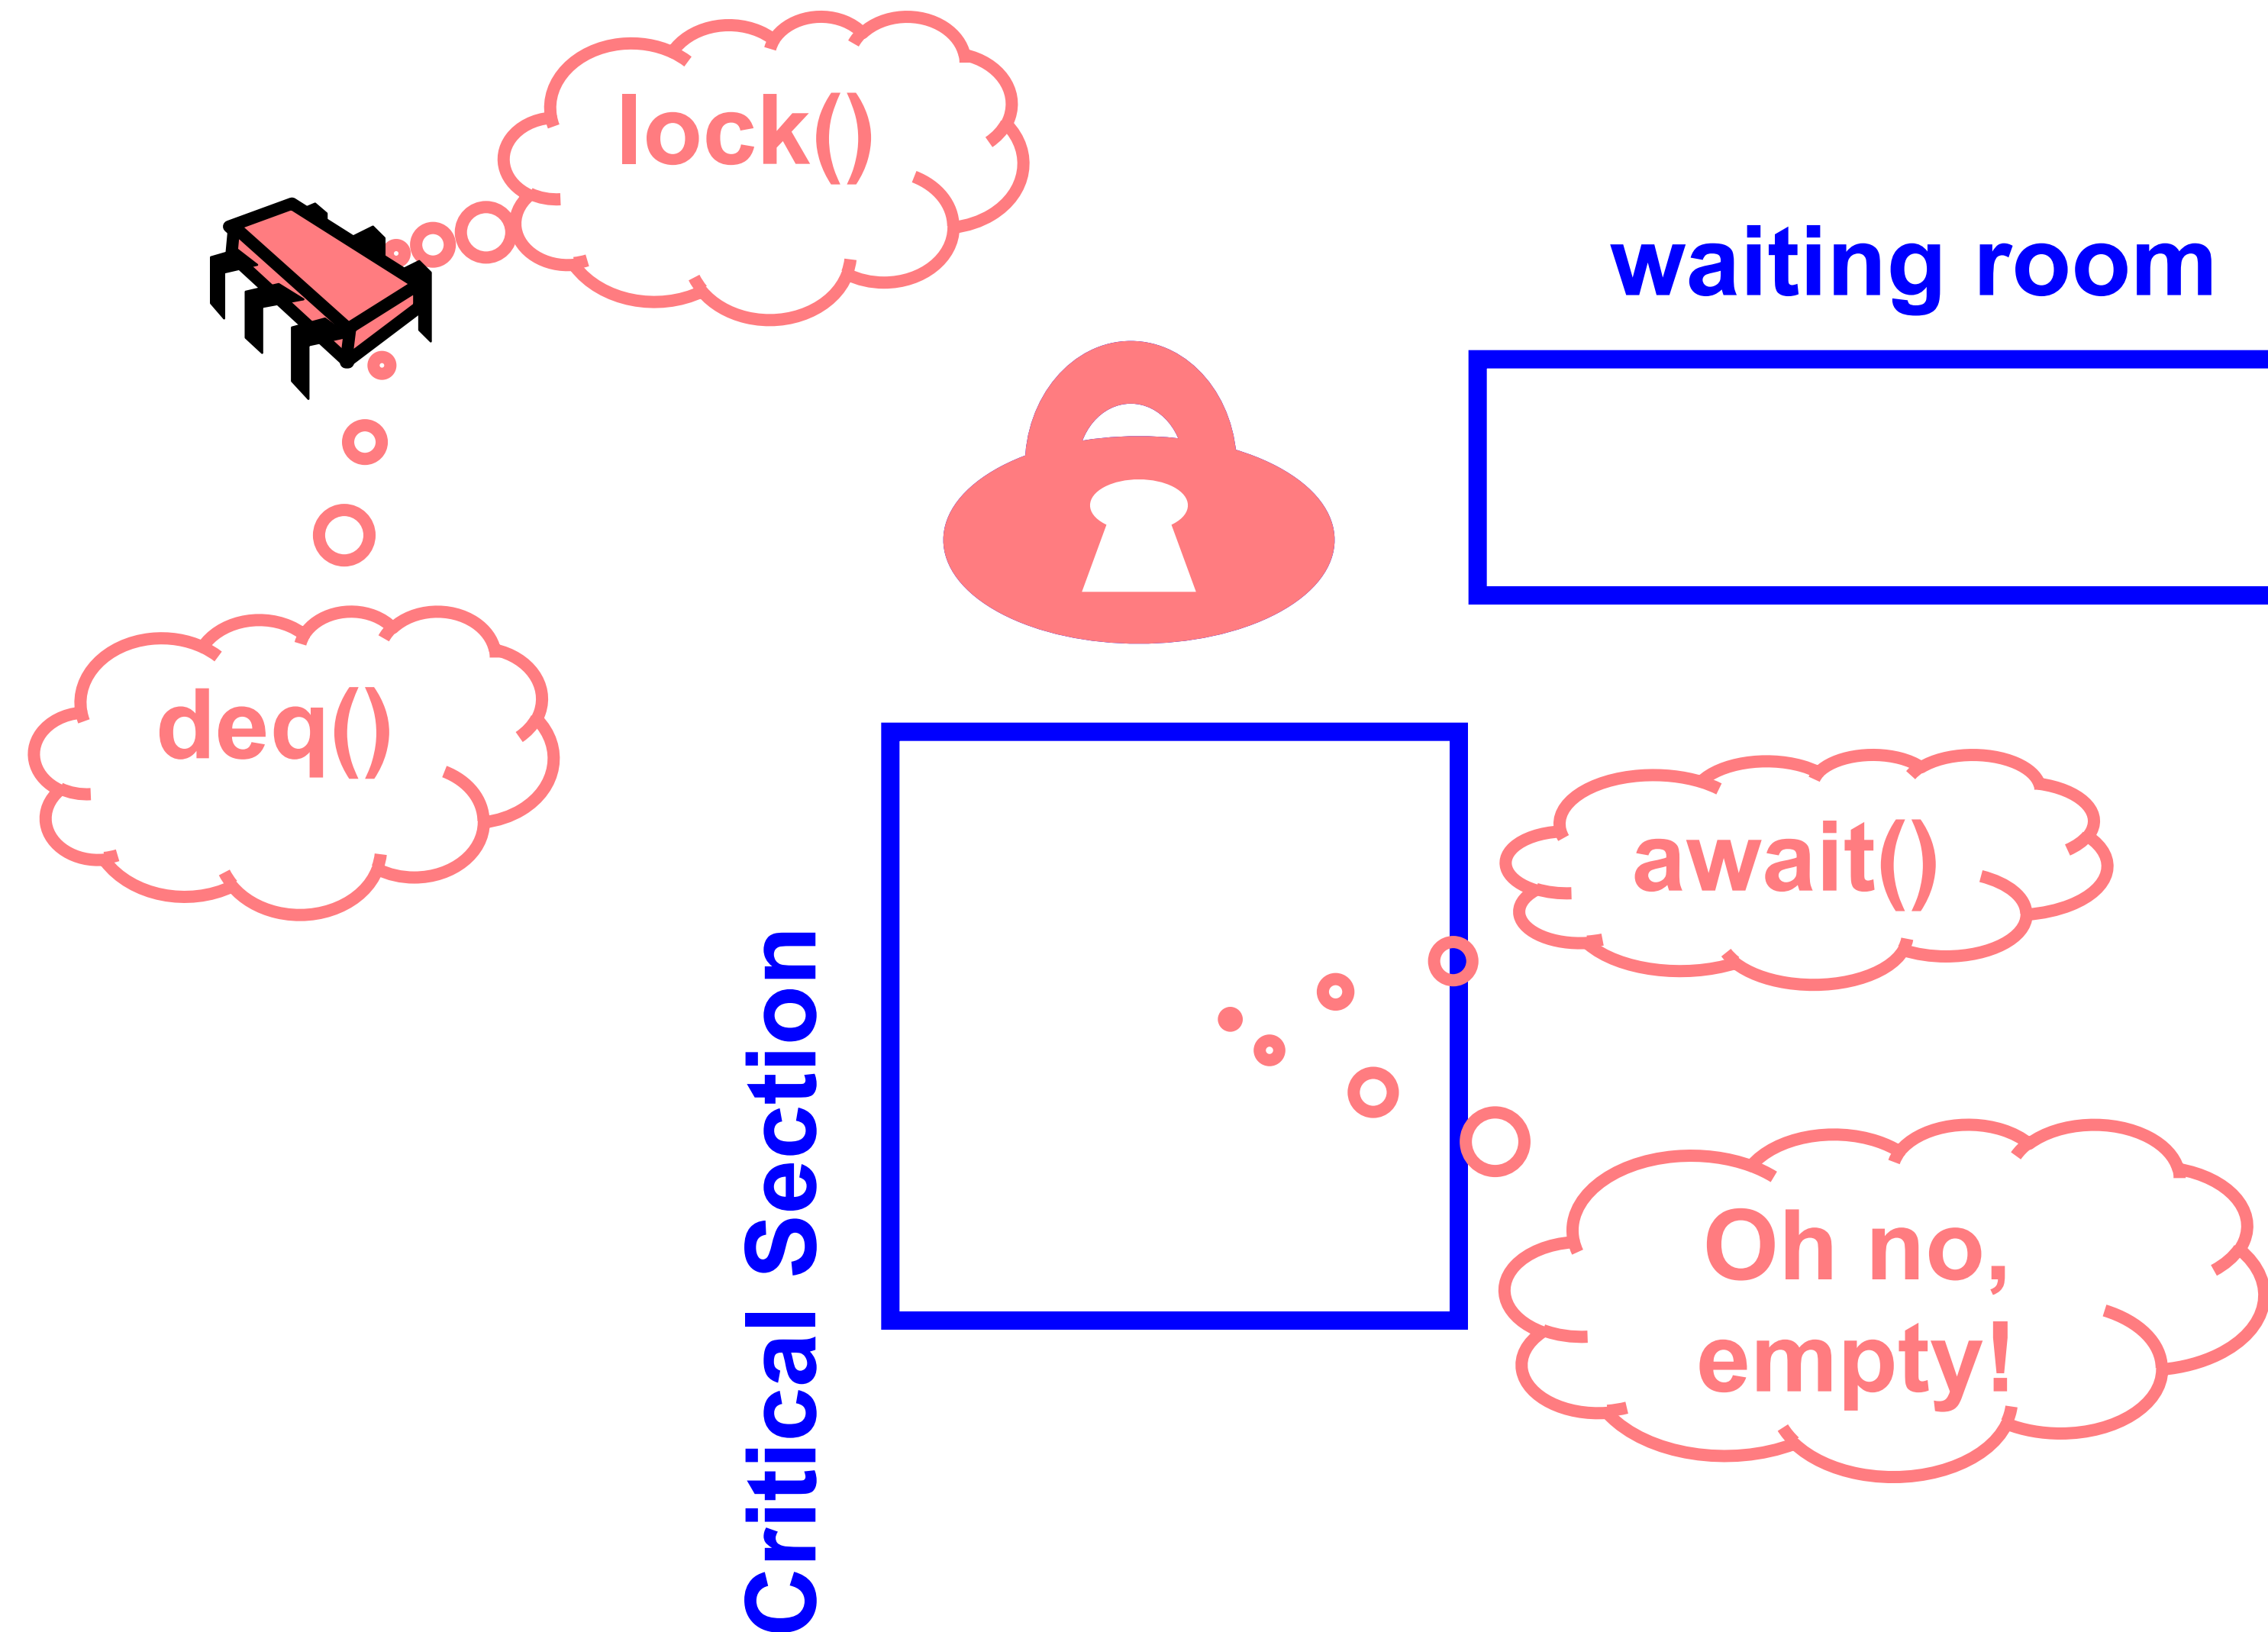 lock()
waiting room
deq()
await()
Critical Section
Oh no,
empty!